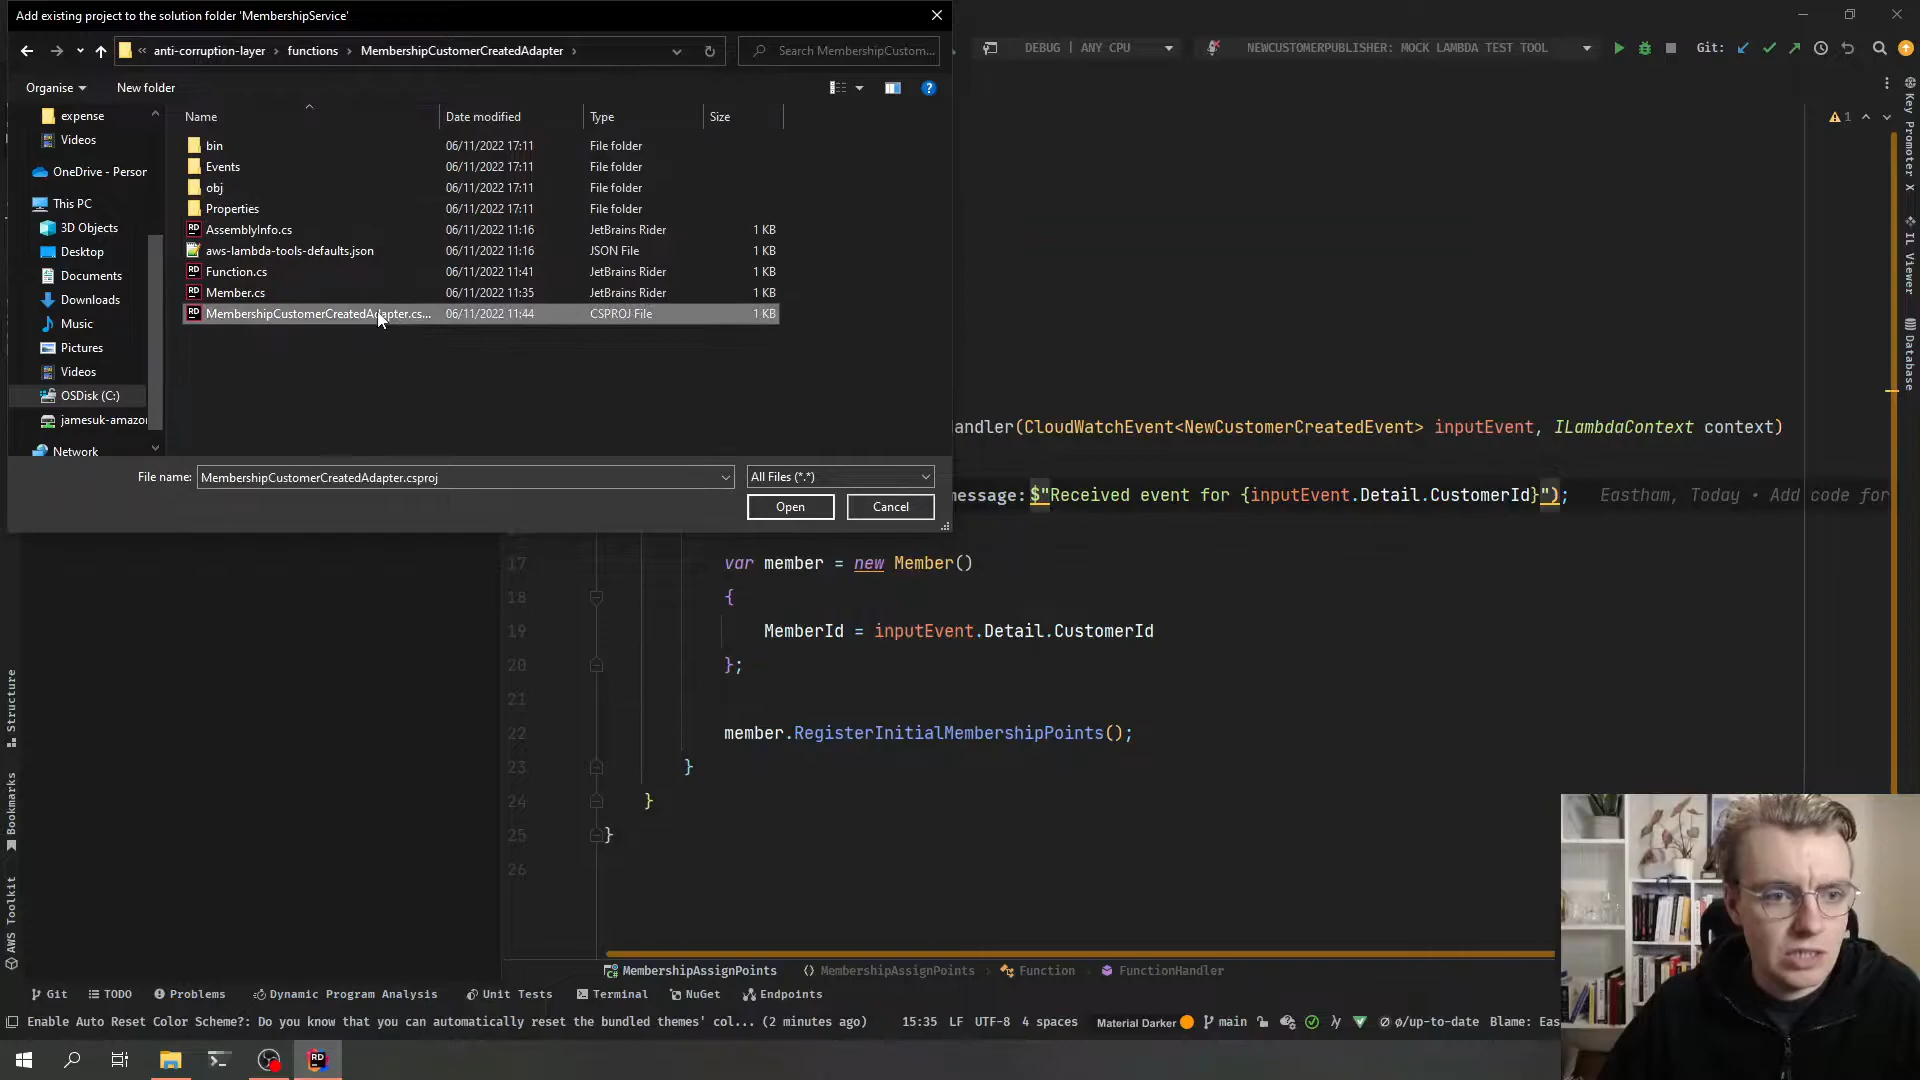 Add existing project to the solution folder 'MembershipService'
« anti-corruption-layer › functions › MembershipCustomerCreatedAdapter ›
Search MembershipCustom...
Organise
New folder
Name
Date modified
Type
Size
expense
Videos
OneDrive - Person
This PC
3D Objects
Desktop
Documents
Downloads
Music
Pictures
Videos
OSDisk (C:)
jamesuk-amazo
Network
bin 06/11/2022 17:11 File folder
Events 06/11/2022 17:11 File folder
obj 06/11/2022 17:11 File folder
Properties 06/11/2022 17:11 File folder
AssemblyInfo.cs 06/11/2022 11:16 JetBrains Rider 1 KB
aws-lambda-tools-defaults.json 06/11/2022 11:16 JSON File 1 KB
Function.cs 06/11/2022 11:41 JetBrains Rider 1 KB
Member.cs 06/11/2022 11:35 JetBrains Rider 1 KB
MembershipCustomerCreatedAdapter.cs... 06/11/2022 11:44 CSPROJ File 1 KB
File name: MembershipCustomerCreatedAdapter.csproj
All Files (*.*)
Open
Cancel
DEBUG | ANY CPU
NEWCUSTOMERPUBLISHER: MOCK LAMBDA TEST TOOL
Git:
1
Key Promoter X
IL Viewer
Database
andler(CloudWatchEvent<NewCustomerCreatedEvent> inputEvent, ILambdaContext context)
message: $"Received event for {inputEvent.Detail.CustomerId}"); Eastham, Today • Add code for
17 var member = new Member()
18 {
19 MemberId = inputEvent.Detail.CustomerId
20 };
21
22 member.RegisterInitialMembershipPoints();
23 }
24 }
25 }
26
Structure
Bookmarks
AWS Toolkit
MembershipAssignPoints
MembershipAssignPoints › Function › FunctionHandler
Git
TODO
Problems
Dynamic Program Analysis
Unit Tests
Terminal
NuGet
Endpoints
Enable Auto Reset Color Scheme?: Do you know that you can automatically reset the bundled themes' col... (2 minutes ago)
15:35 LF UTF-8 4 spaces Material Darker main ø/up-to-date Blame: Eas